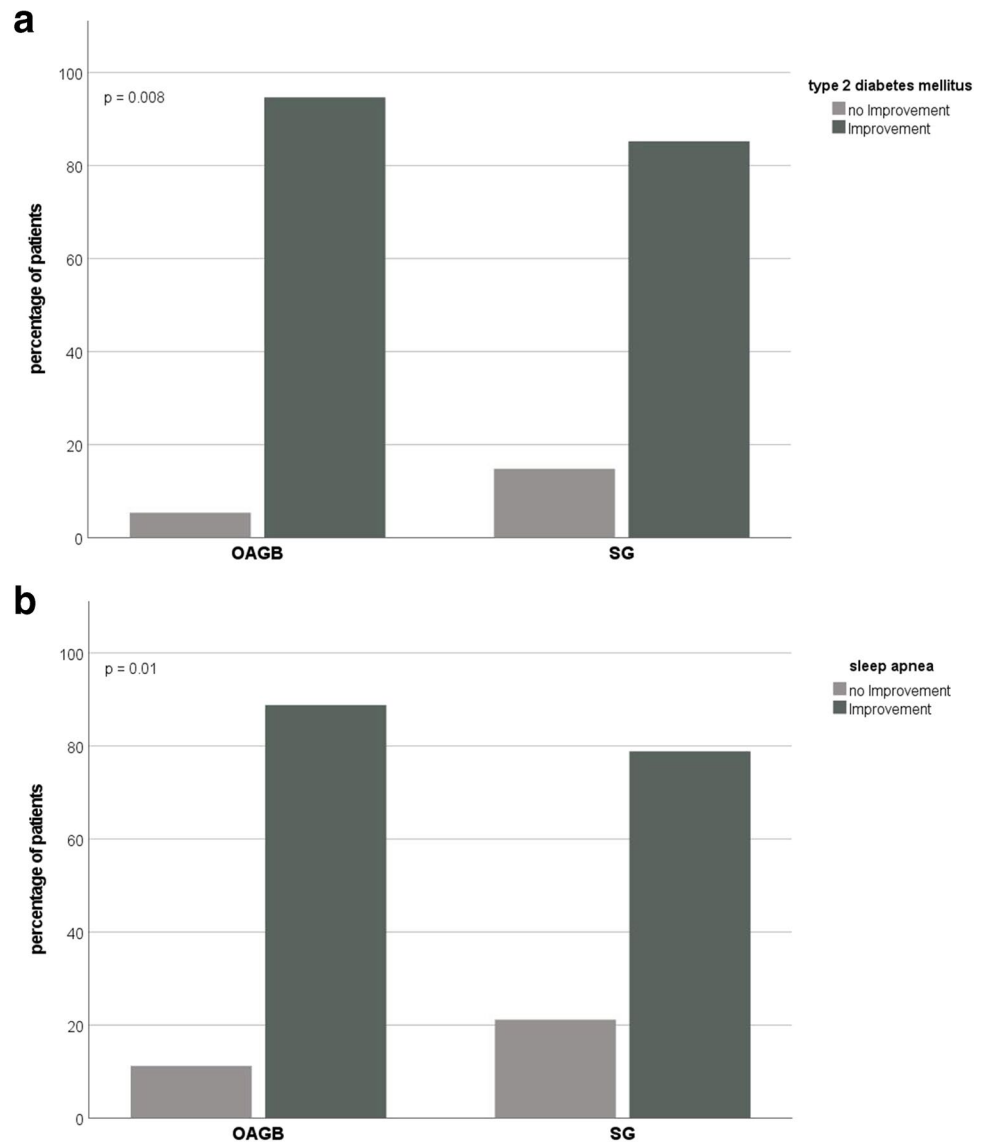 a
100
80
60
40
20
0
percentage of patients
p = 0.008
OAGB
SG
type 2 diabetes mellitus
no Improvement
Improvement
b
100
80
60
40
20
0
percentage of patients
p = 0.01
OAGB
SG
sleep apnea
no Improvement
Improvement